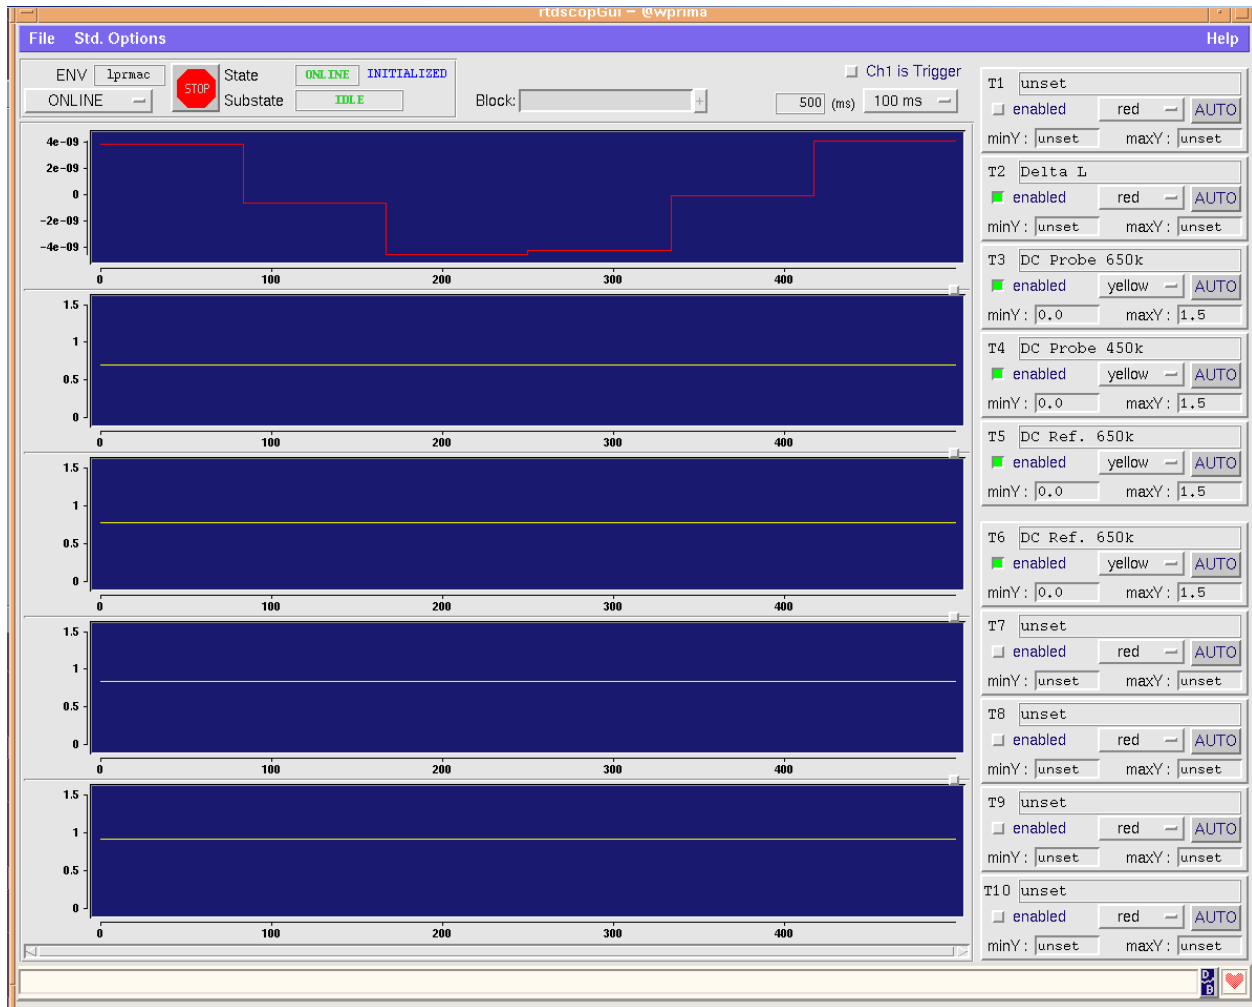 rtdscopGui – @wprima
File Std. Options Help
ENV lprmac
STOP
State ONLINE INITIALIZED
ONLINE
Substate IDLE
Block: +
Ch1 is Trigger
500 (ms) 100 ms
4e-09
2e-09
0
-2e-09
-4e-09
0 100 200 300 400
1.5
1
0.5
0
0 100 200 300 400
1.5
1
0.5
0
0 100 200 300 400
1.5
1
0.5
0
0 100 200 300 400
1.5
1
0.5
0
0 100 200 300 400
T1 unset
enabled red AUTO
minY: unset maxY: unset
T2 Delta L
enabled red AUTO
minY: unset maxY: unset
T3 DC Probe 650k
enabled yellow AUTO
minY: 0.0 maxY: 1.5
T4 DC Probe 450k
enabled yellow AUTO
minY: 0.0 maxY: 1.5
T5 DC Ref. 650k
enabled yellow AUTO
minY: 0.0 maxY: 1.5
T6 DC Ref. 650k
enabled yellow AUTO
minY: 0.0 maxY: 1.5
T7 unset
enabled red AUTO
minY: unset maxY: unset
T8 unset
enabled red AUTO
minY: unset maxY: unset
T9 unset
enabled red AUTO
minY: unset maxY: unset
T10 unset
enabled red AUTO
minY: unset maxY: unset
D
B